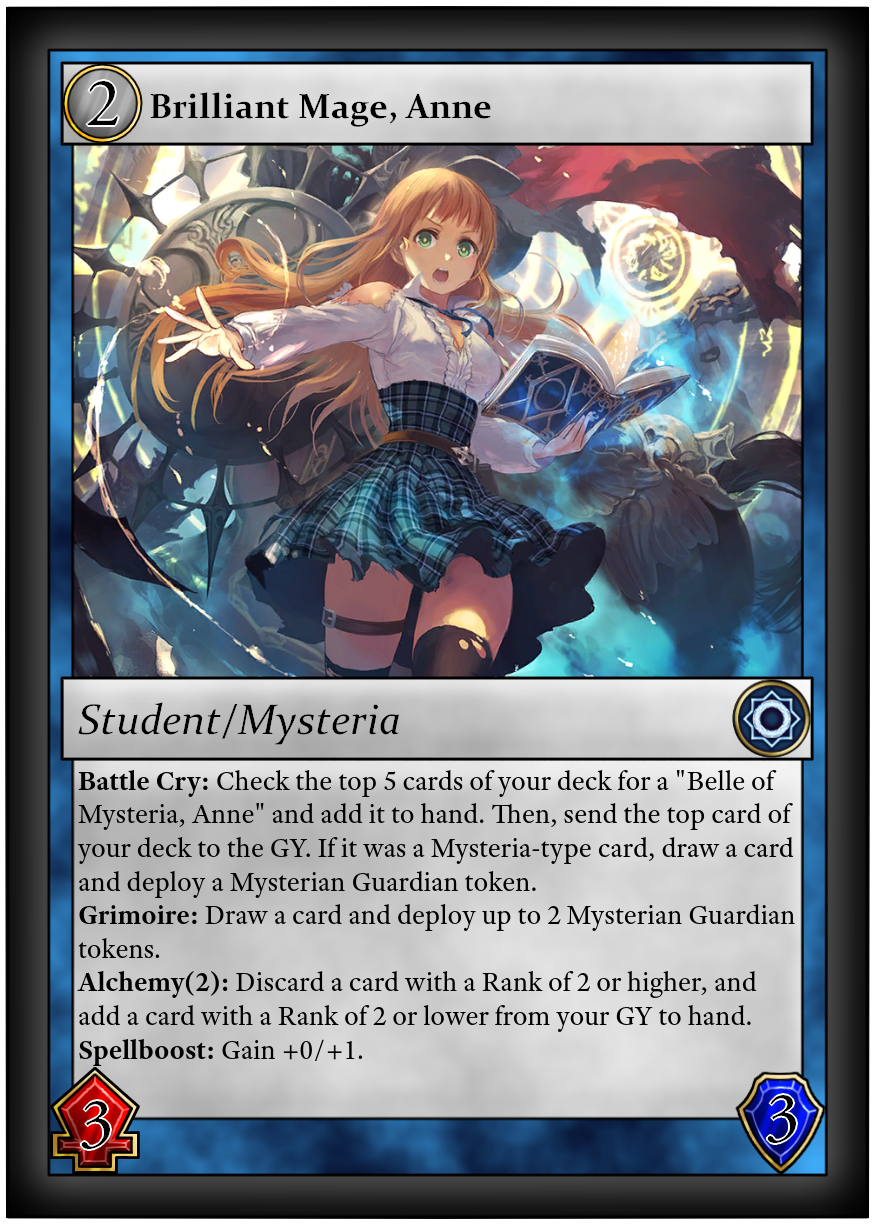 2
Brilliant Mage, Anne
Student/Mysteria
Battle Cry: Check the top 5 cards of your deck for a "Belle of
Mysteria, Anne" and add it to hand. Then, send the top card of
your deck to the GY. If it was a Mysteria-type card, draw a card
and deploy a Mysterian Guardian token.
Grimoire: Draw a card and deploy up to 2 Mysterian Guardian
tokens.
Alchemy(2): Discard a card with a Rank of 2 or higher, and
add a card with a Rank of 2 or lower from your GY to hand.
Spellboost: Gain +0/+1.
3
3